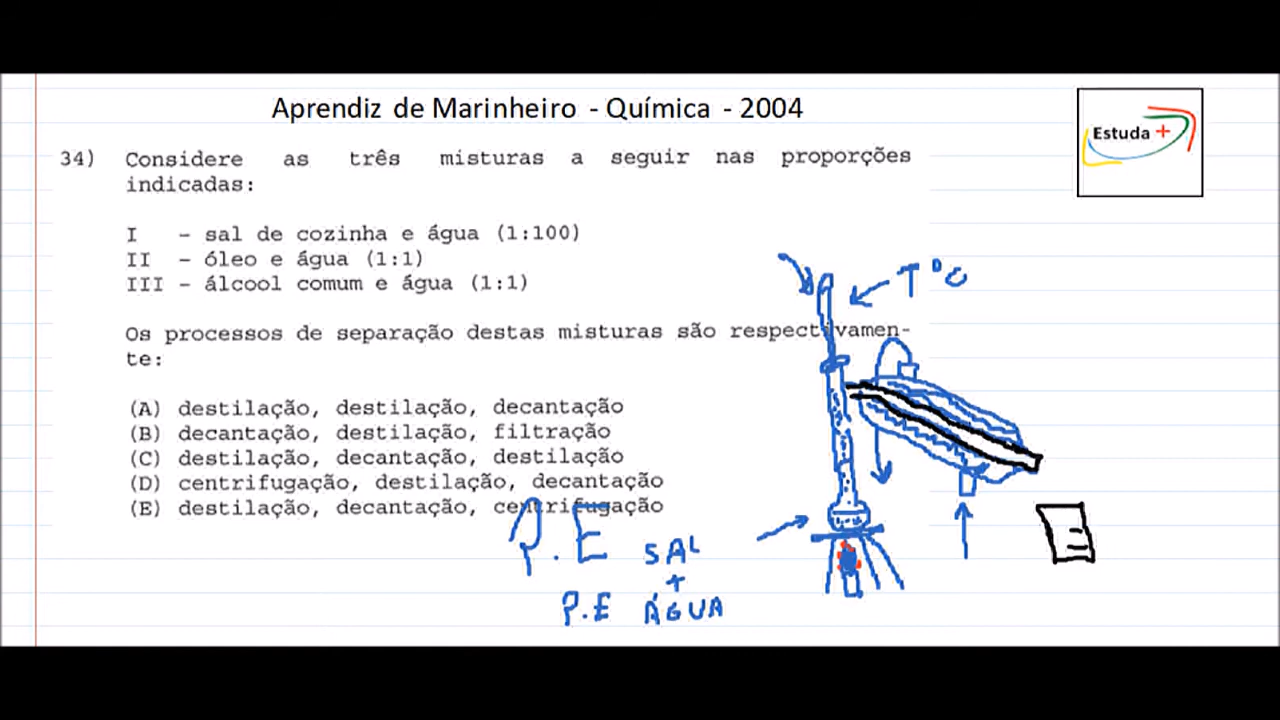 Aprendiz de Marinheiro - Química - 2004
Estuda +
34) Considere as três misturas a seguir nas proporções
indicadas:
I - sal de cozinha e água (1:100)
II - óleo e água (1:1)
III - álcool comum e água (1:1)
Os processos de separação destas misturas são respectivamen-
te:
(A) destilação, destilação, decantação
(B) decantação, destilação, filtração
(C) destilação, decantação, destilação
(D) centrifugação, destilação, decantação
(E) destilação, decantação, centrifugação
T°C
P.E SAL
+
P.E ÁGUA